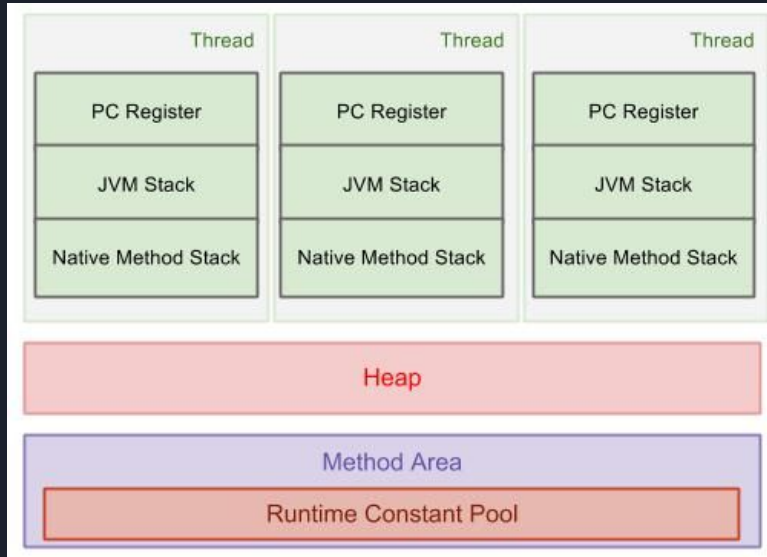 Thread
Thread
Thread
PC Register
PC Register
PC Register
JVM Stack
JVM Stack
JVM Stack
Native Method Stack
Native Method Stack
Native Method Stack
Heap
Method Area
Runtime Constant Pool